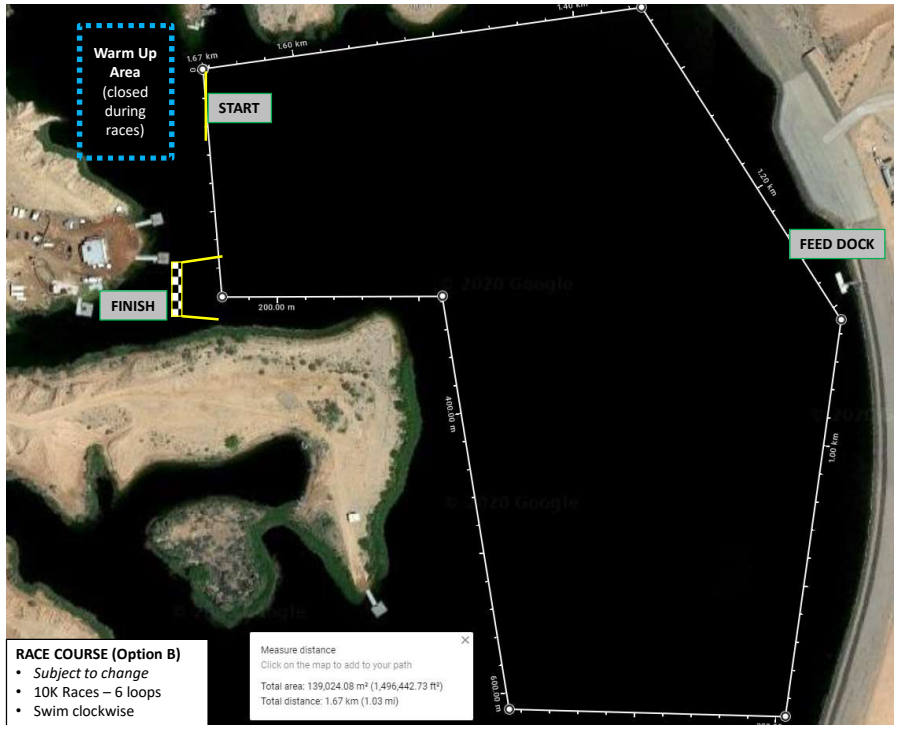 1.40 km
1.60 km
1.67 km
0
Warm Up
Area
(closed
during
races)
START
1.20 km
FEED DOCK
© 2020 Google
FINISH
200.00 m
400.00 m
1.00 km
© 2020 Google
© 2020 Google
600.00 m
RACE COURSE (Option B)
• Subject to change
• 10K Races – 6 loops
• Swim clockwise
Measure distance
Click on the map to add to your path
Total area: 139,024.08 m² (1,496,442.73 ft²)
Total distance: 1.67 km (1.03 mi)